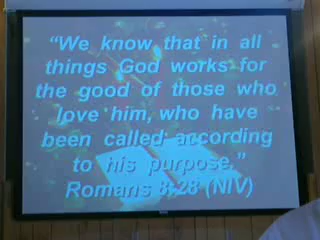 “We know that in all
things God works for
the good of those who
love him, who have
been called according
to his purpose.”
Romans 8:28 (NIV)